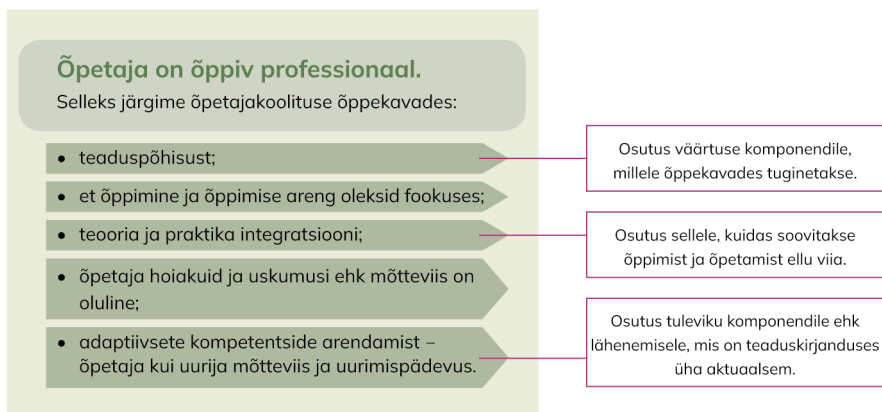 Õpetaja on õppiv professionaal.
Selleks järgime õpetajakoolituse õppekavades:
• teaduspõhisust;
• et õppimine ja õppimise areng oleksid fookuses;
• teooria ja praktika integratsiooni;
• õpetaja hoiakuid ja uskumusi ehk mõtteviis on
oluline;
• adaptiivsete kompetentside arendamist –
õpetaja kui uurija mõtteviis ja uurimispädevus.
Osutus väärtuse komponendile,
millele õppekavades tuginetakse.
Osutus sellele, kuidas soovitakse
õppimist ja õpetamist ellu viia.
Osutus tuleviku komponendile ehk
lähenemisele, mis on teaduskirjanduses
üha aktuaalsem.